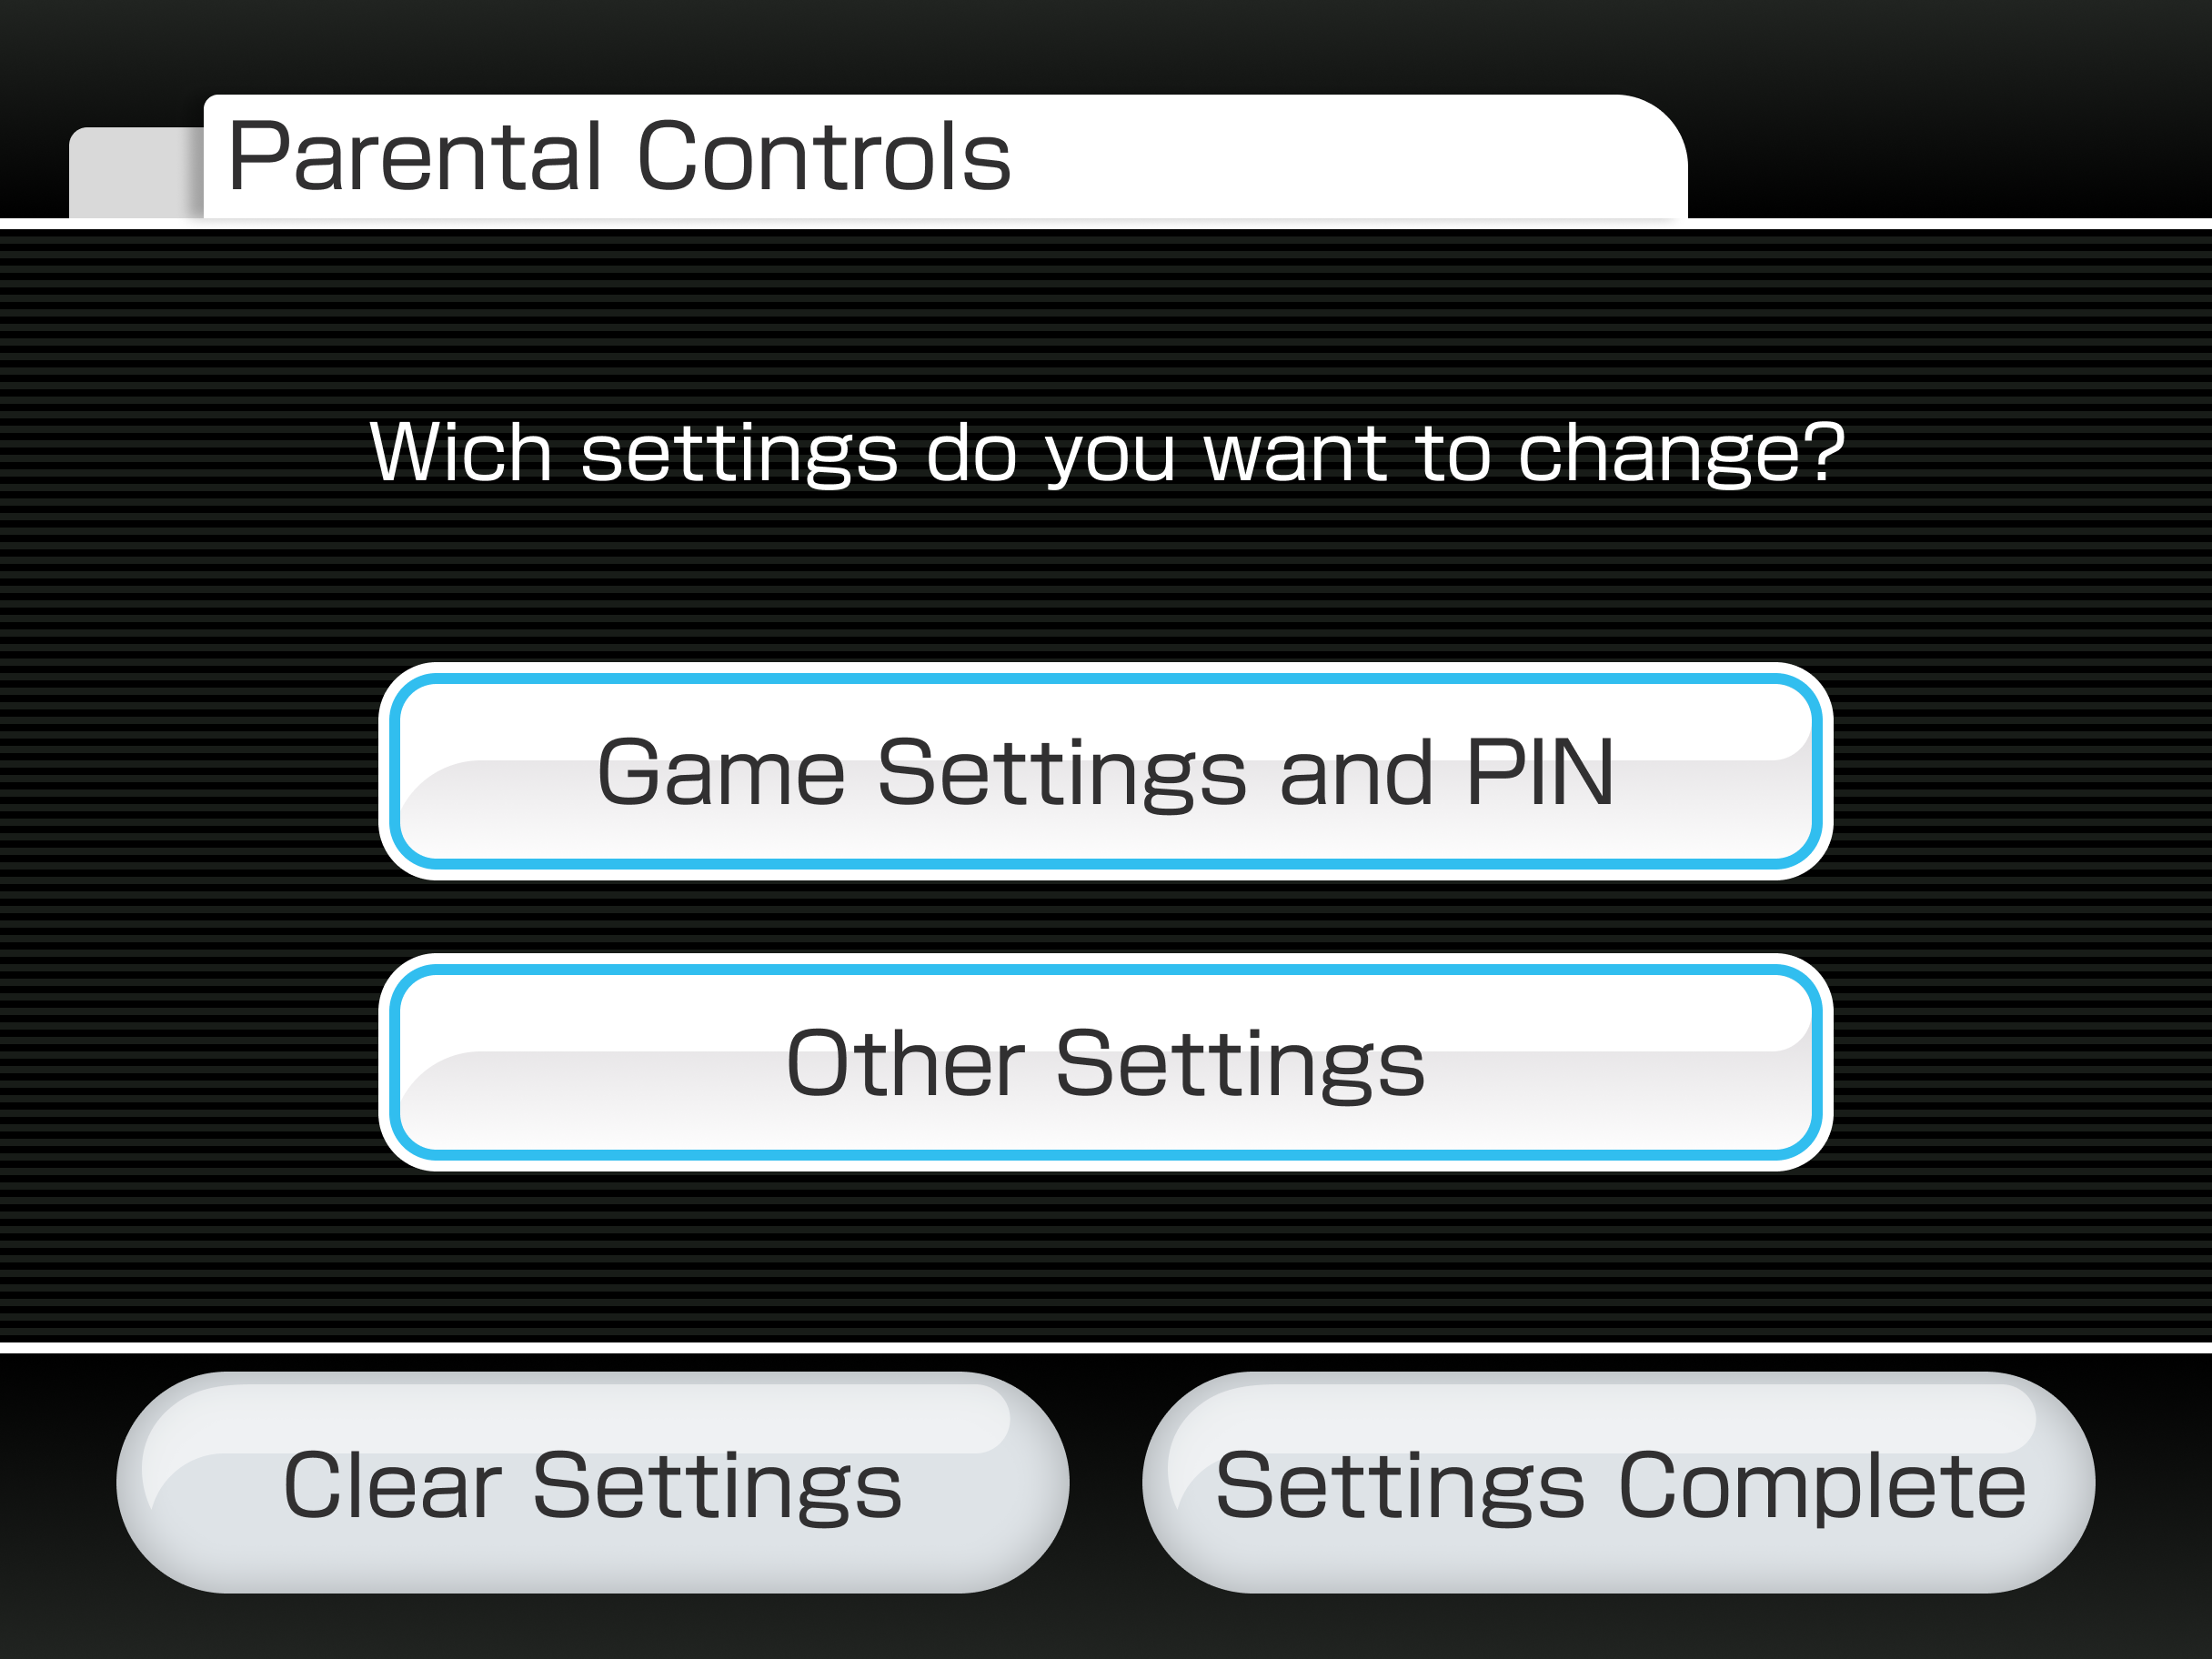 Parental Controls
Wich settings do you want to change?
Game Settings and PIN
Other Settings
Clear Settings
Settings Complete